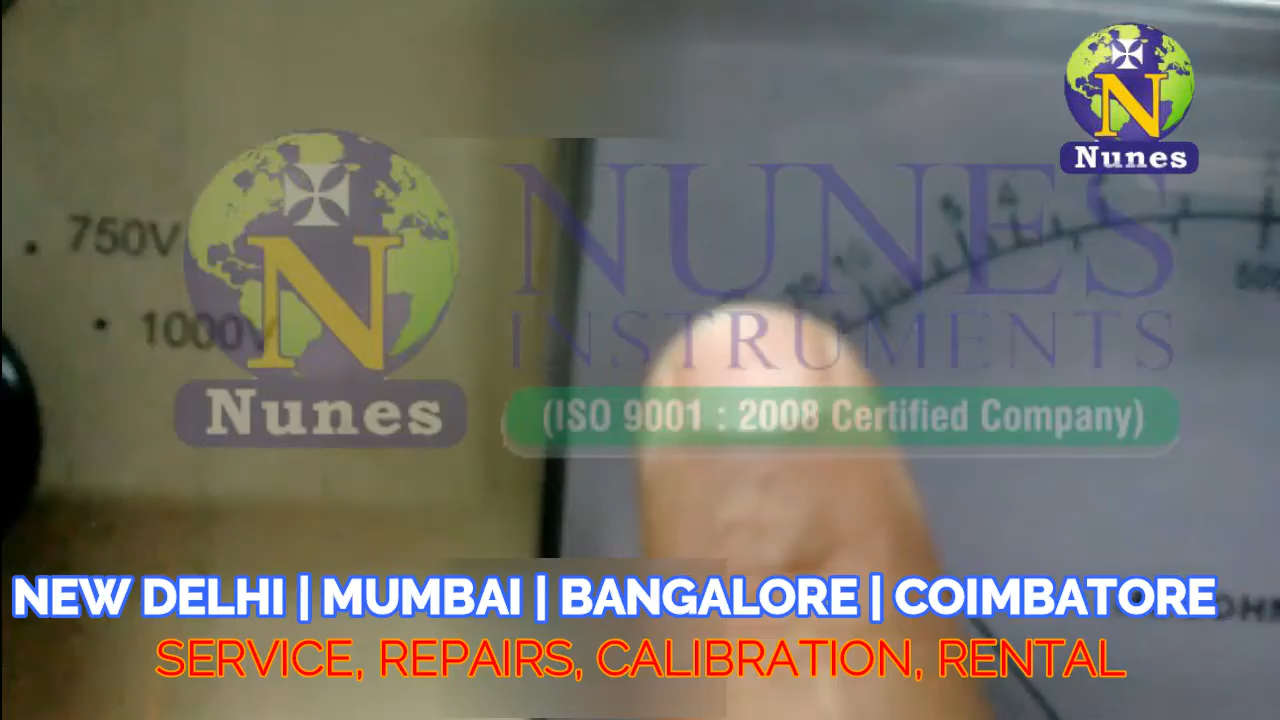 N
Nunes
750V
1000V
N
Nunes
NUNES
INSTRUMENTS
(ISO 9001 : 2008 Certified Company)
NEW DELHI | MUMBAI | BANGALORE | COIMBATORE
SERVICE, REPAIRS, CALIBRATION, RENTAL